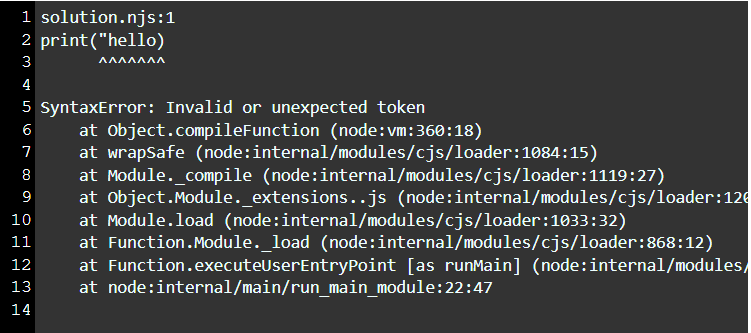 1 solution.njs:1
2 print("hello)
3       ^^^^^^^
4
5 SyntaxError: Invalid or unexpected token
6     at Object.compileFunction (node:vm:360:18)
7     at wrapSafe (node:internal/modules/cjs/loader:1084:15)
8     at Module._compile (node:internal/modules/cjs/loader:1119:27)
9     at Object.Module._extensions..js (node:internal/modules/cjs/loader:120
10     at Module.load (node:internal/modules/cjs/loader:1033:32)
11     at Function.Module._load (node:internal/modules/cjs/loader:868:12)
12     at Function.executeUserEntryPoint [as runMain] (node:internal/modules/
13     at node:internal/main/run_main_module:22:47
14